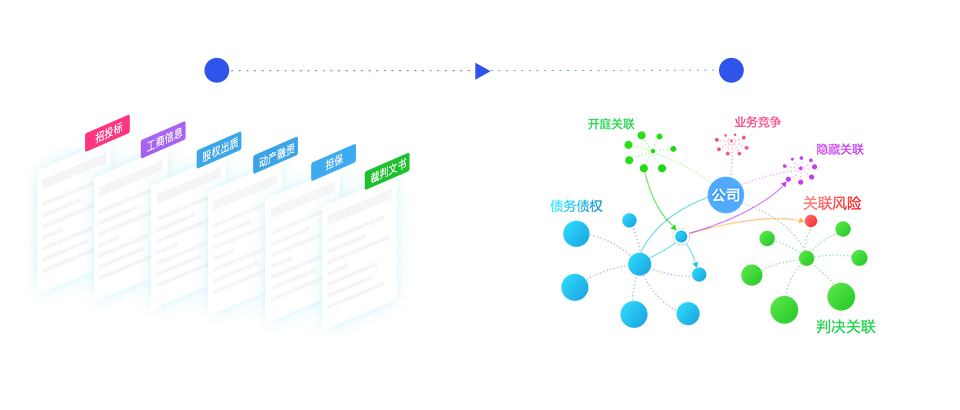 招投标
工商信息
股权出质
动产融资
担保
裁判文书
开庭关联
业务竞争
隐藏关联
公司
债务债权
关联风险
判决关联